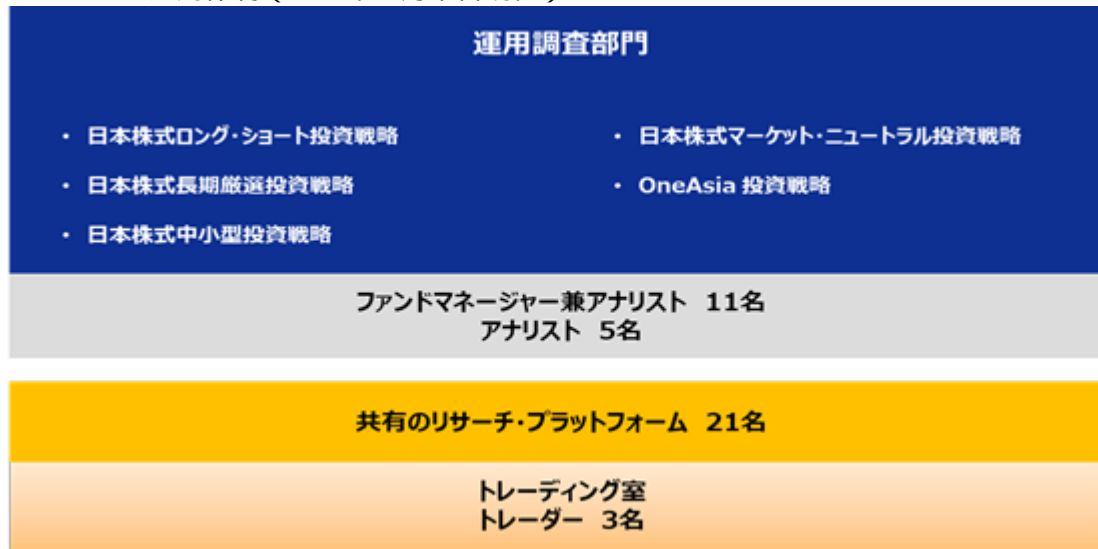 運用調査部門
・ 日本株式ロング・ショート投資戦略
・ 日本株式マーケット・ニュートラル投資戦略
・ 日本株式長期厳選投資戦略
・ OneAsia 投資戦略
・ 日本株式中小型投資戦略
ファンドマネージャー兼アナリスト 11名
アナリスト 5名
共有のリサーチ・プラットフォーム 21名
トレーディング室
トレーダー 3名